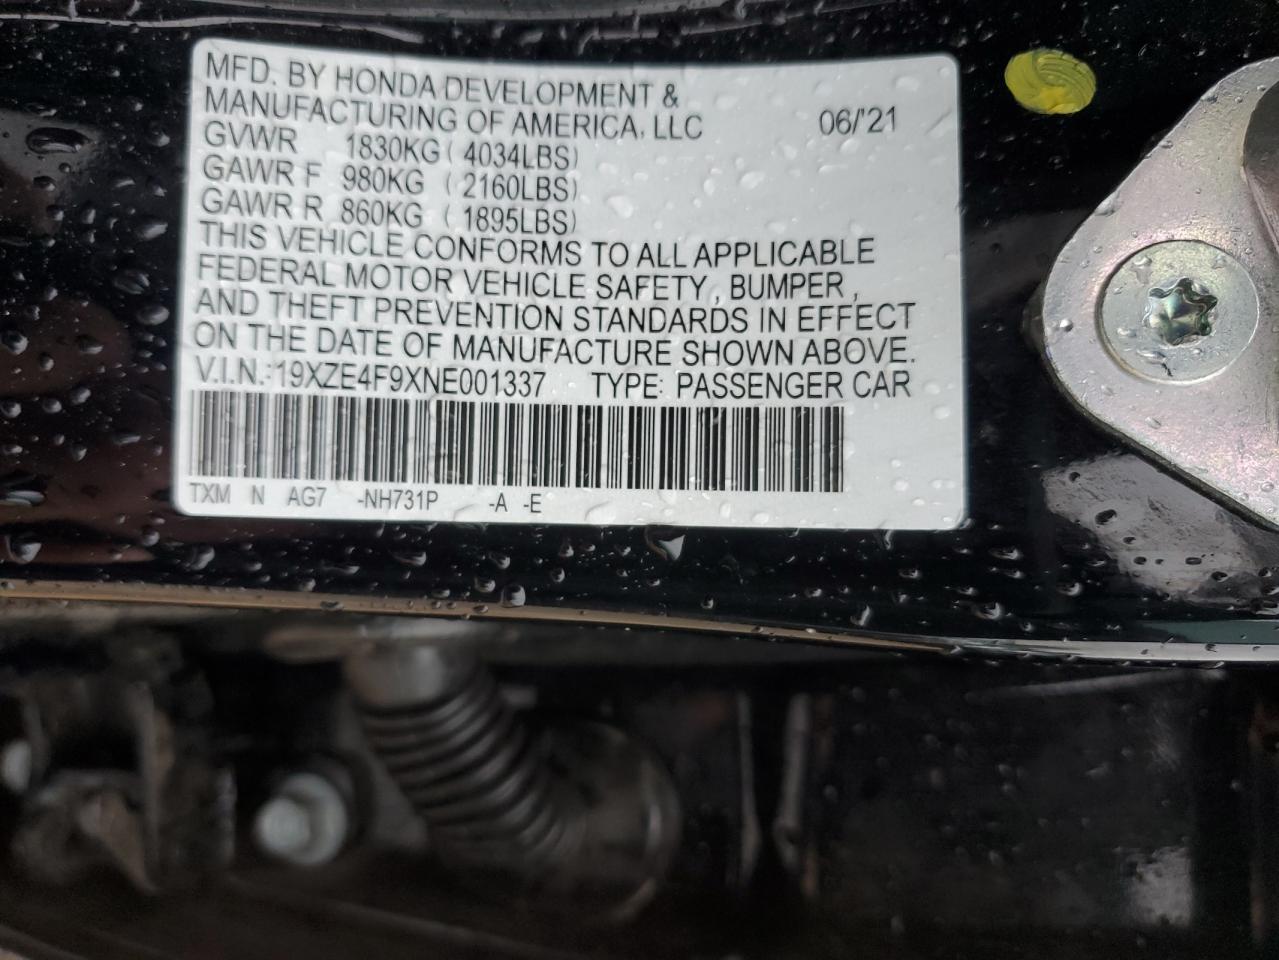 MFD. BY HONDA DEVELOPMENT &
MANUFACTURING OF AMERICA, LLC 06/'21
GVWR 1830KG ( 4034LBS)
GAWR F 980KG ( 2160LBS)
GAWR R 860KG ( 1895LBS)
THIS VEHICLE CONFORMS TO ALL APPLICABLE
FEDERAL MOTOR VEHICLE SAFETY, BUMPER,
AND THEFT PREVENTION STANDARDS IN EFFECT
ON THE DATE OF MANUFACTURE SHOWN ABOVE.
V.I.N.:19XZE4F9XNE001337 TYPE: PASSENGER CAR
TXM N AG7 -NH731P -A -E